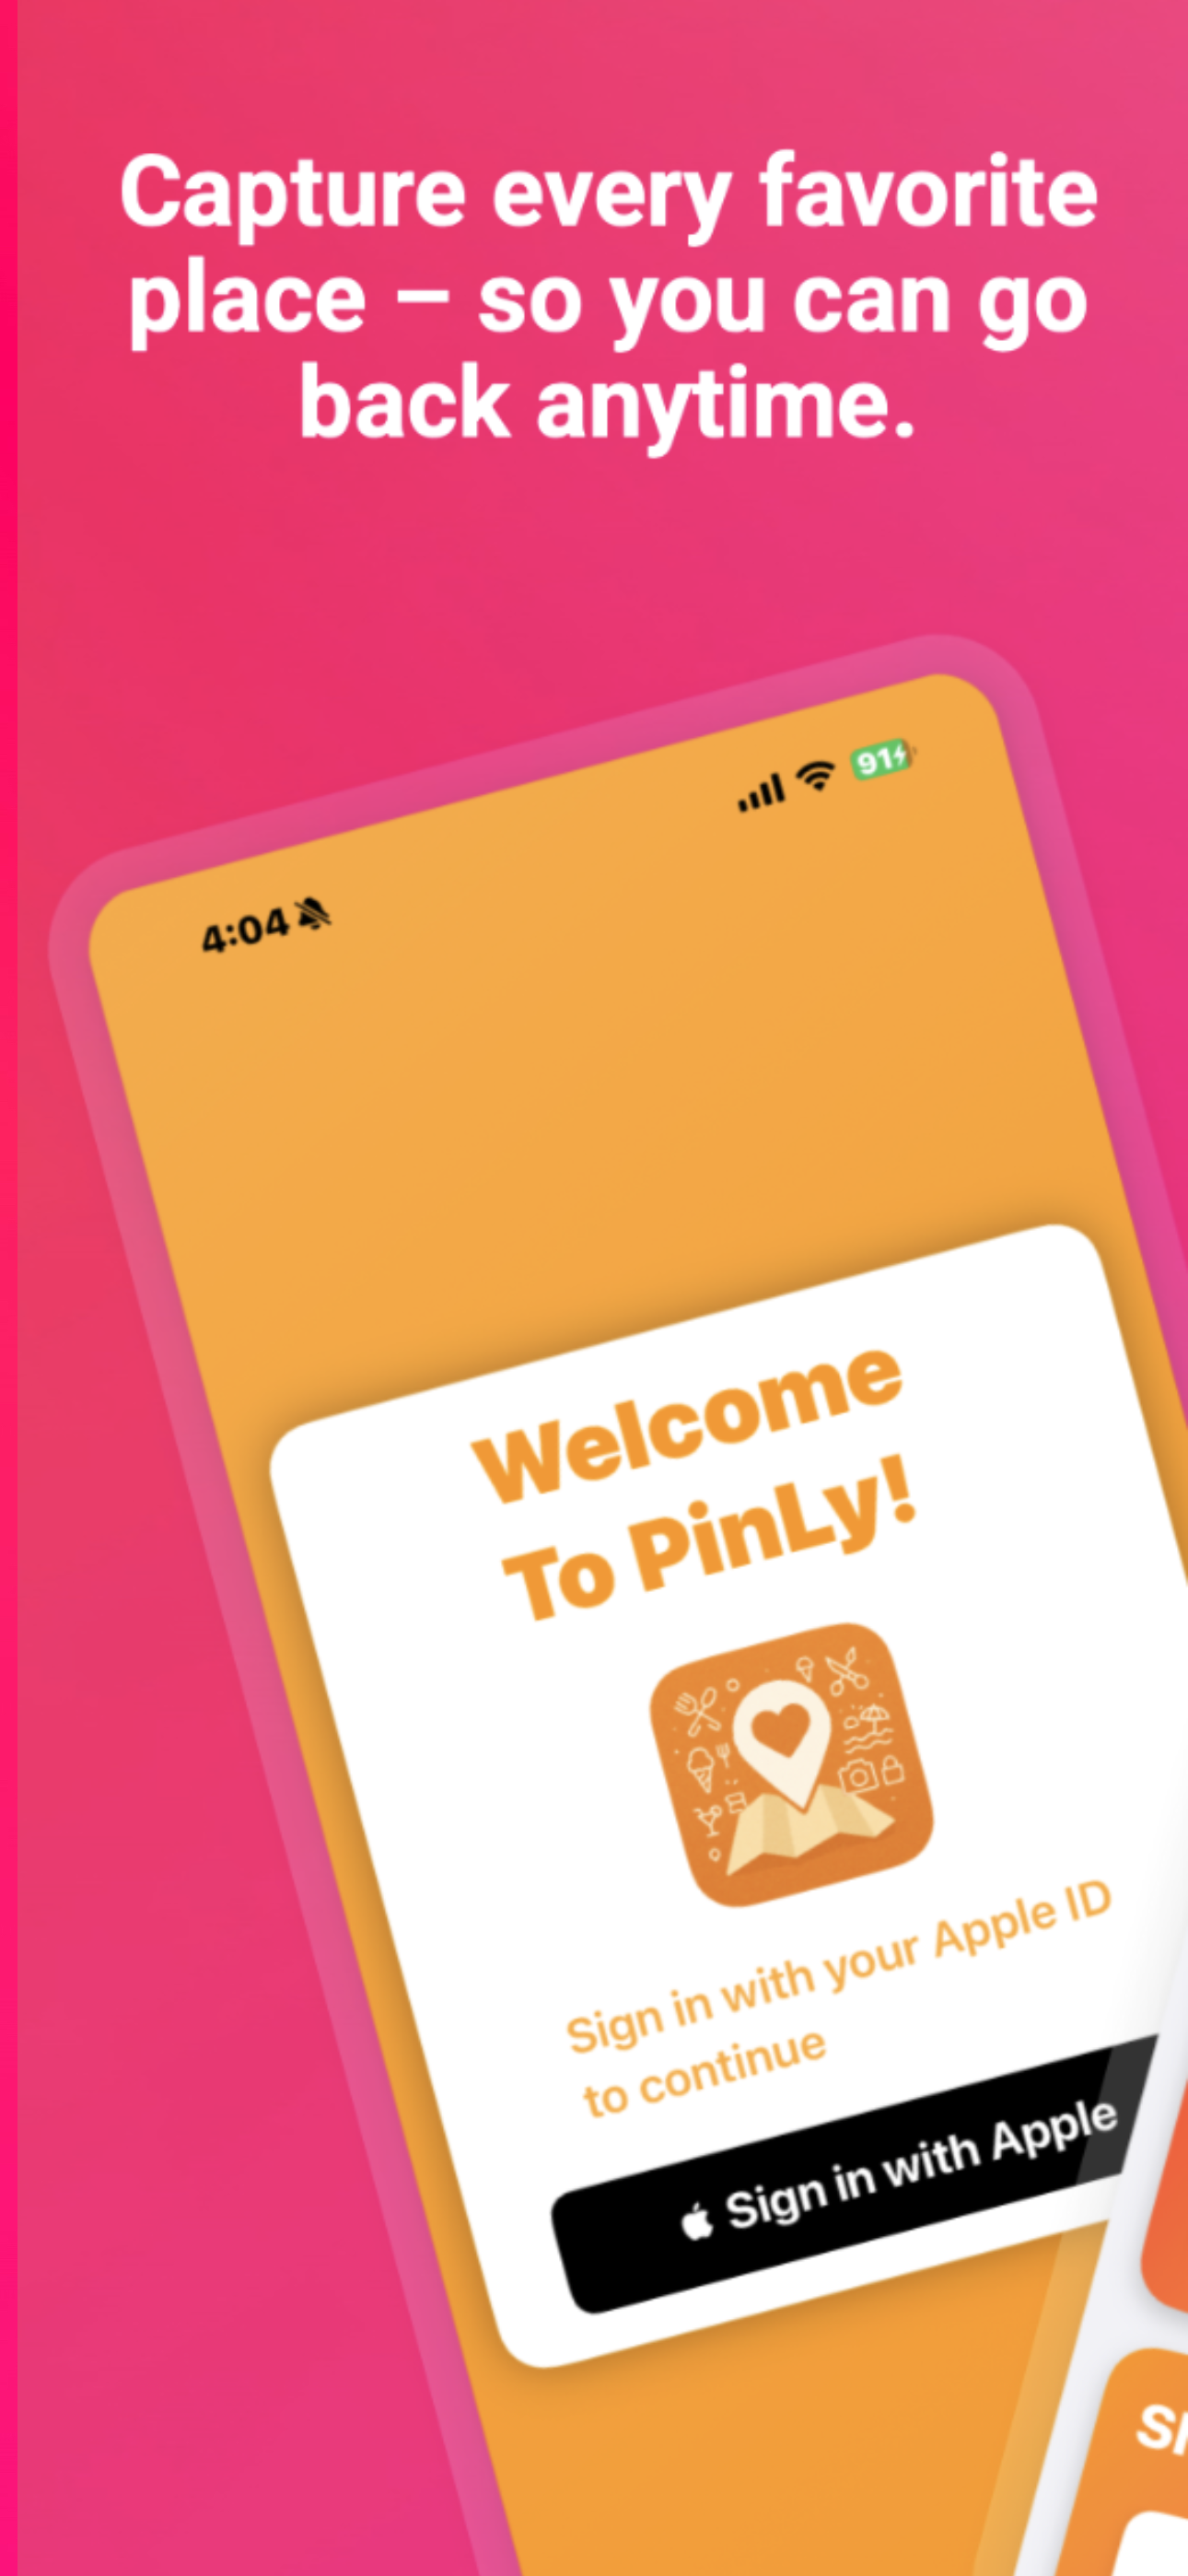 Capture every favorite
place – so you can go
back anytime.
4:04
91
Welcome
To PinLy!
Sign in with your Apple ID
to continue
Sign in with Apple